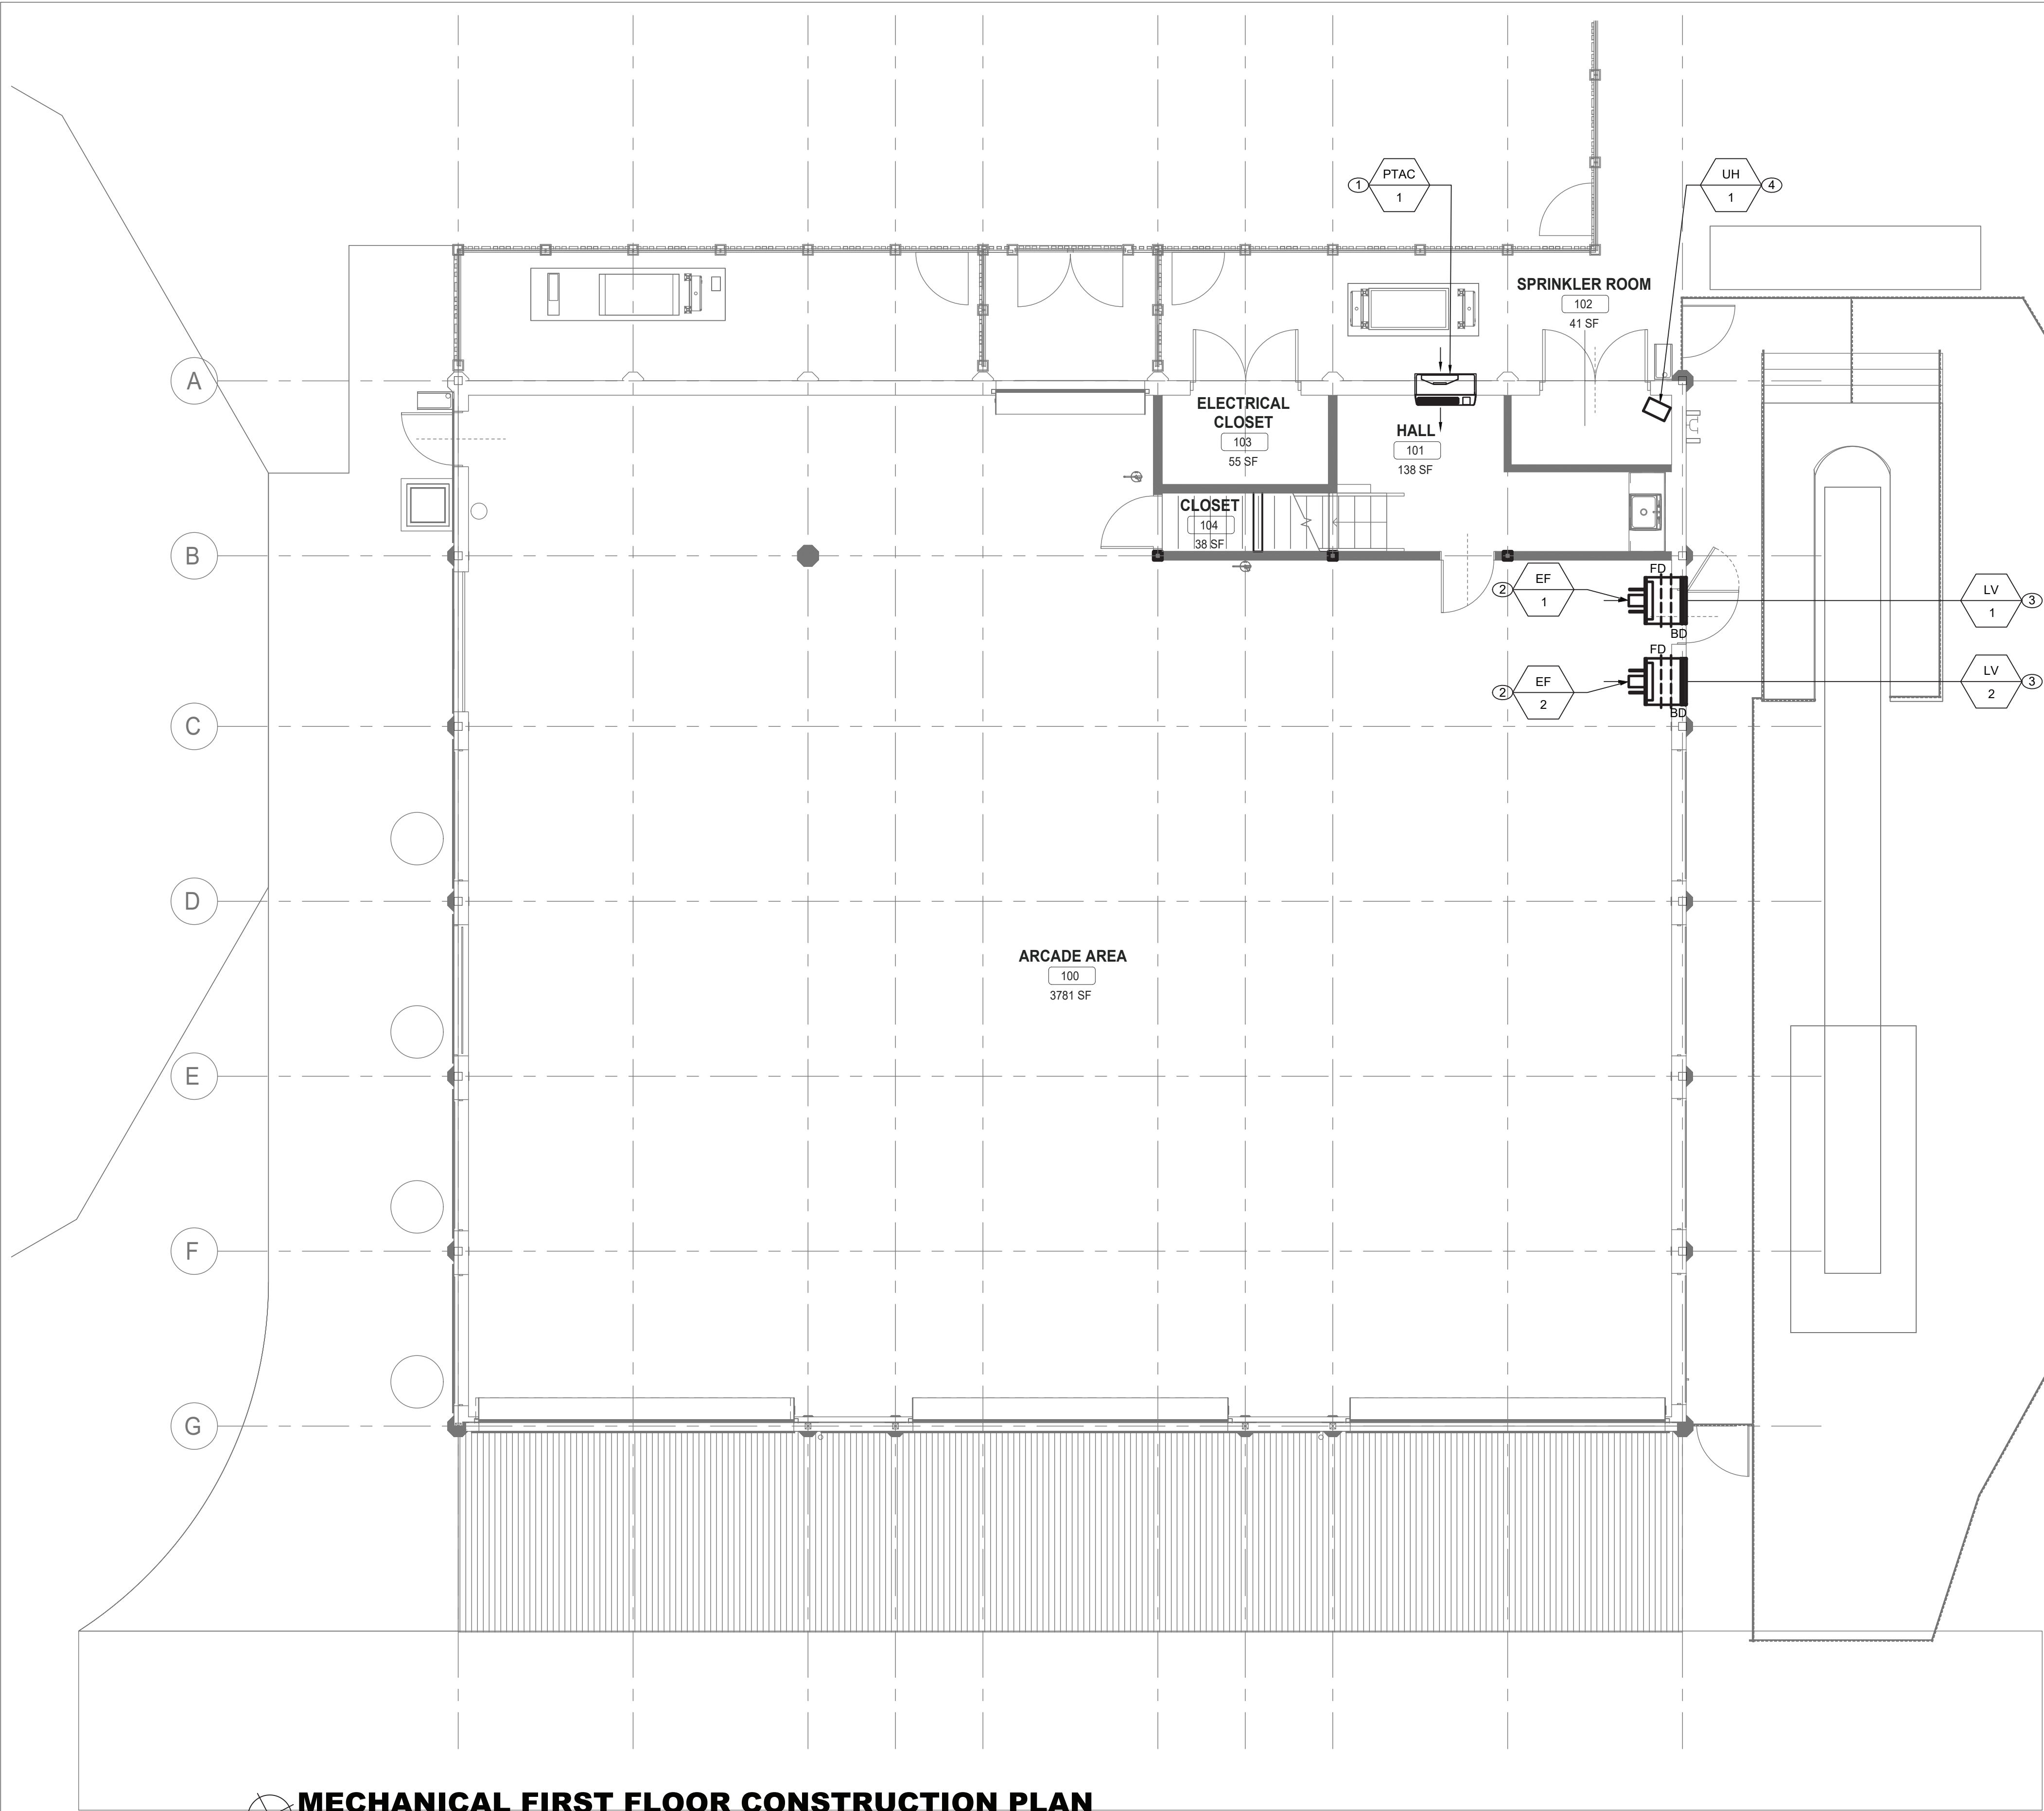 PTAC
1
1
UH
1
4
SPRINKLER ROOM
102
41 SF
A
ELECTRICAL
CLOSET
103
55 SF
HALL
101
138 SF
CLOSET
104
38 SF
B
FD
2
EF
1
LV
1
3
BD
FD
2
EF
2
LV
2
3
BD
C
D
ARCADE AREA
100
3781 SF
E
F
G
MECHANICAL FIRST FLOOR CONSTRUCTION PLAN